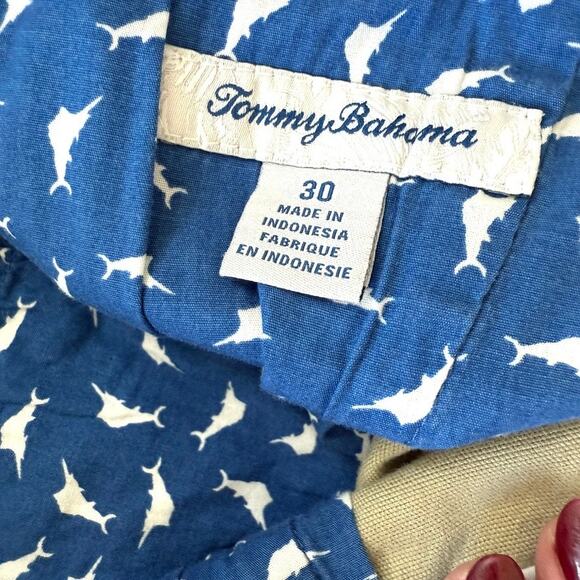 Tommy Bahama
30
MADE IN
INDONESIA
FABRIQUE
EN INDONESIE